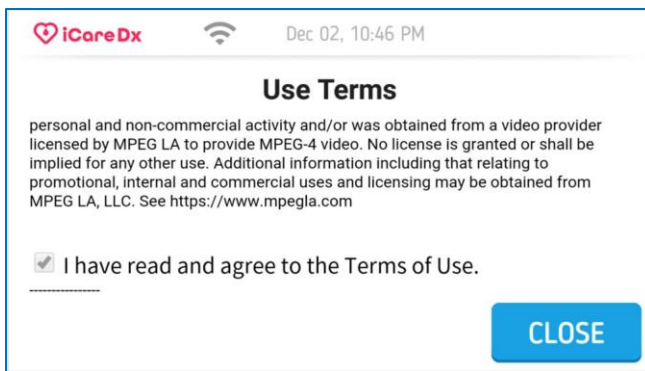 iCareDx Dec 02, 10:46 PM
Use Terms
personal and non-commercial activity and/or was obtained from a video provider
licensed by MPEG LA to provide MPEG-4 video. No license is granted or shall be
implied for any other use. Additional information including that relating to
promotional, internal and commercial uses and licensing may be obtained from
MPEG LA, LLC. See https://www.mpegla.com
I have read and agree to the Terms of Use.
----------------
CLOSE